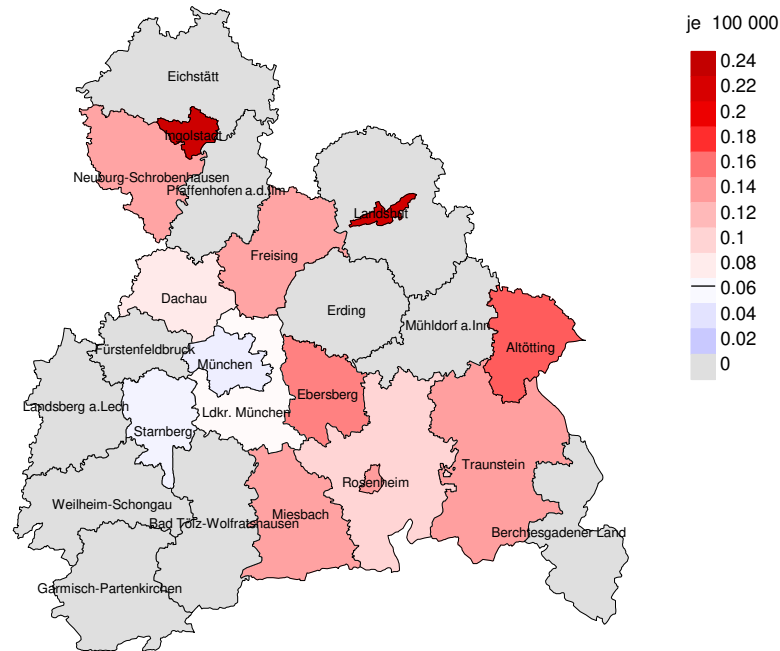 je 100 000
0.24
0.22
0.2
0.18
0.16
0.14
0.12
0.1
0.08
0.06
0.04
0.02
0
Eichstätt
Ingolstadt
Neuburg-Schrobenhausen
Pfaffenhofen a.d.Ilm
Landshut
Freising
Dachau
Erding
Mühldorf a.Inn
Altötting
Fürstenfeldbruck
München
Ebersberg
Landsberg a.Lech
Ldkr. München
Starnberg
Traunstein
Rosenheim
Weilheim-Schongau
Miesbach
Bad Tölz-Wolfratshausen
Berchtesgadener Land
Garmisch-Partenkirchen